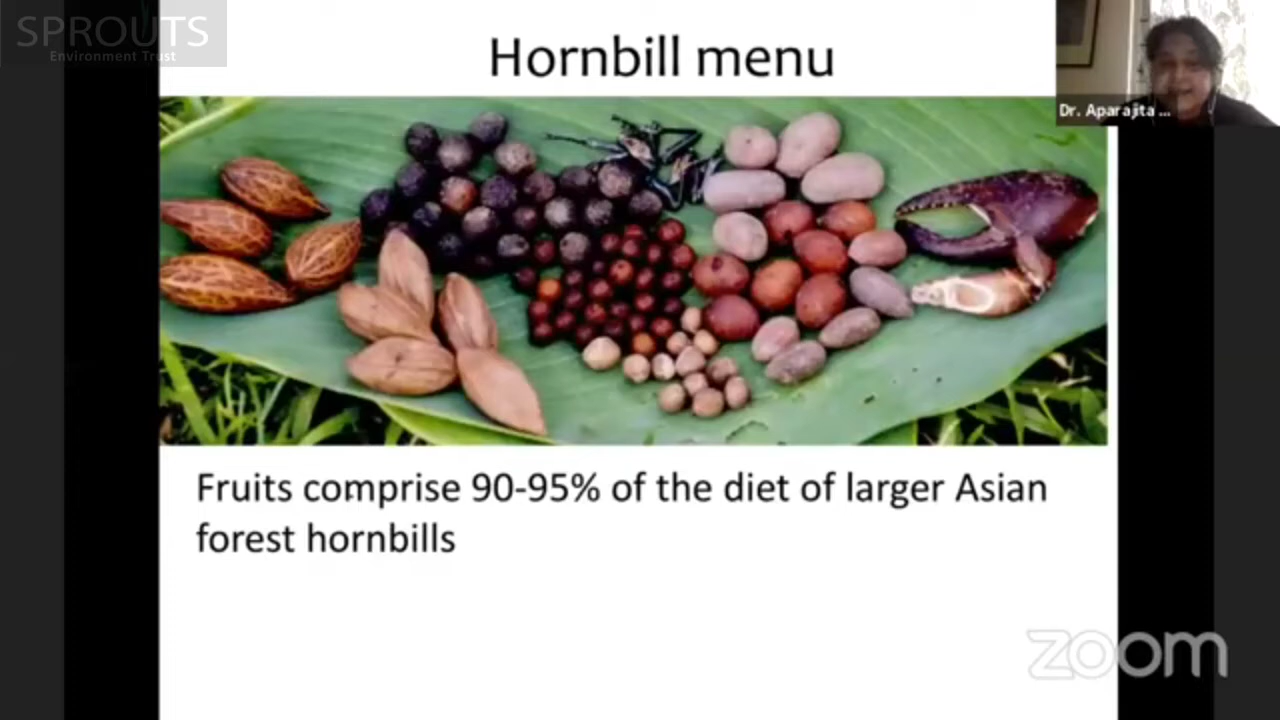 SPROUTS
Environment Trust
Hornbill menu
Dr. Aparajita ...
Fruits comprise 90-95% of the diet of larger Asian
forest hornbills
zoom